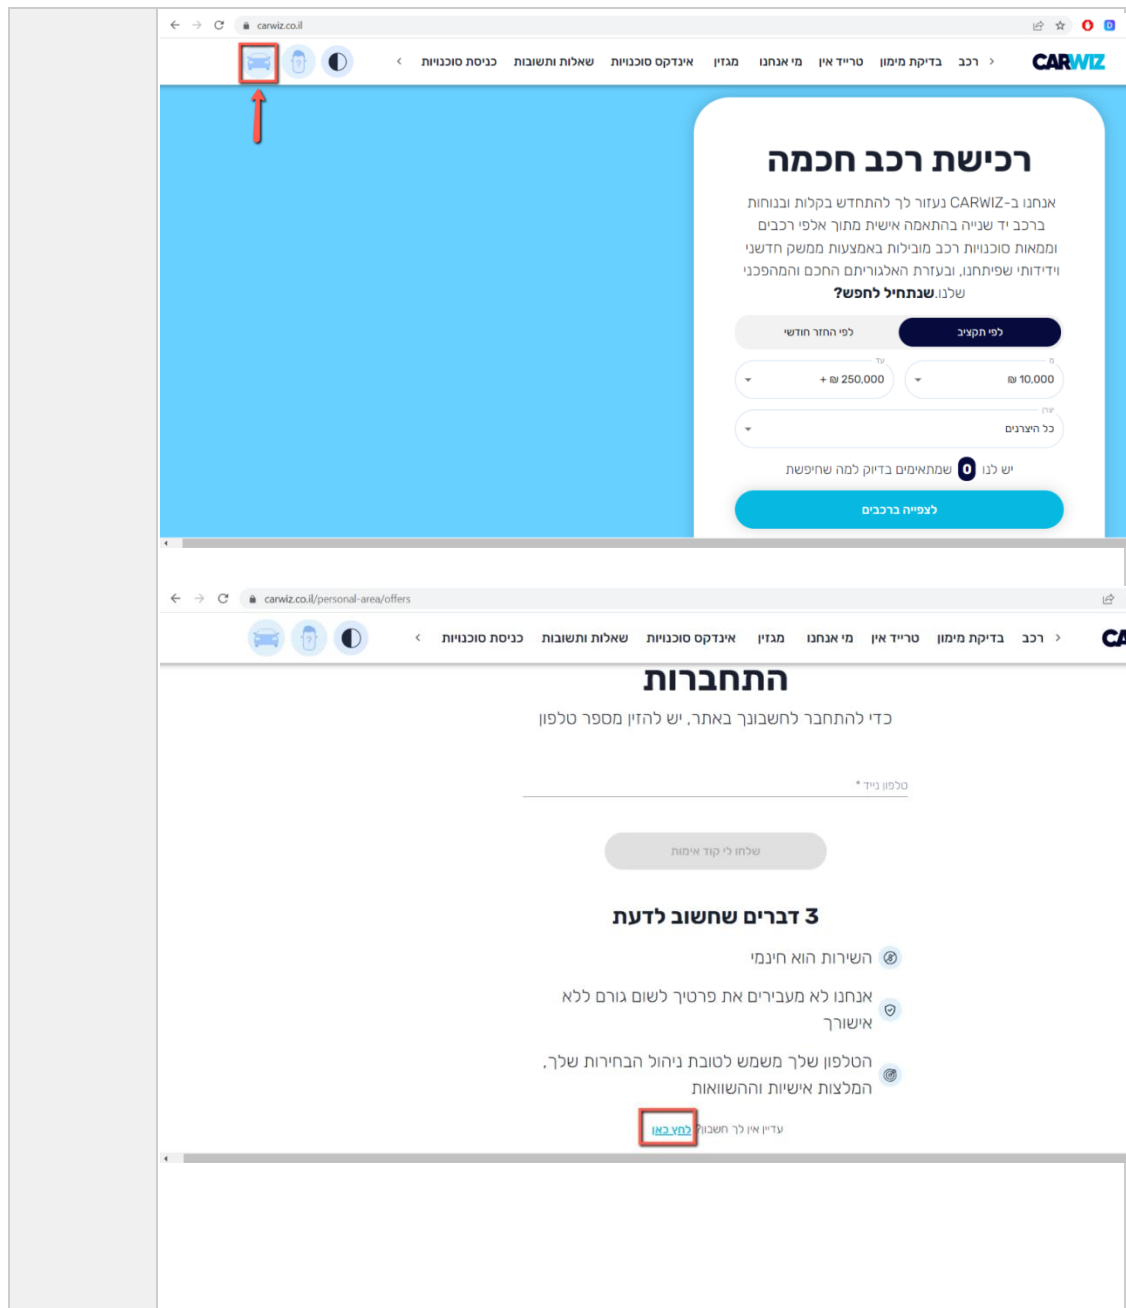 carwiz.co.il
CARWIZ
רכב
בדיקת מימון
טרייד אין
מי אנחנו
מגזין
אינדקס סוכנויות
שאלות ותשובות
כניסת סוכנויות
רכישת רכב חכמה
אנחנו ב-CARWIZ נעזור לך להתחדש בקלות ובנוחות
ברכב יד שנייה בהתאמה אישית מתוך אלפי רכבים
וממאות סוכנויות רכב מובילות באמצעות ממשק חדשני
וידידותי שפיתחנו, ובעזרת האלגוריתם החכם והמהפכני
שלנו.שנתחיל לחפש?
לפי תקציב
לפי החזר חודשי
מ
10,000 ₪
עד
250,000 ₪ +
יצרן
כל היצרנים
יש לנו 0 שמתאימים בדיוק למה שחיפשת
לצפייה ברכבים
carwiz.co.il/personal-area/offers
CA
רכב
בדיקת מימון
טרייד אין
מי אנחנו
מגזין
אינדקס סוכנויות
שאלות ותשובות
כניסת סוכנויות
התחברות
כדי להתחבר לחשבונך באתר, יש להזין מספר טלפון
טלפון נייד *
שלחו לי קוד אימות
3 דברים שחשוב לדעת
השירות הוא חינמי
אנחנו לא מעבירים את פרטיך לשום גורם ללא
אישורך
הטלפון שלך משמש לטובת ניהול הבחירות שלך,
המלצות אישיות וההשוואות
עדיין אין לך חשבון? לחץ כאן